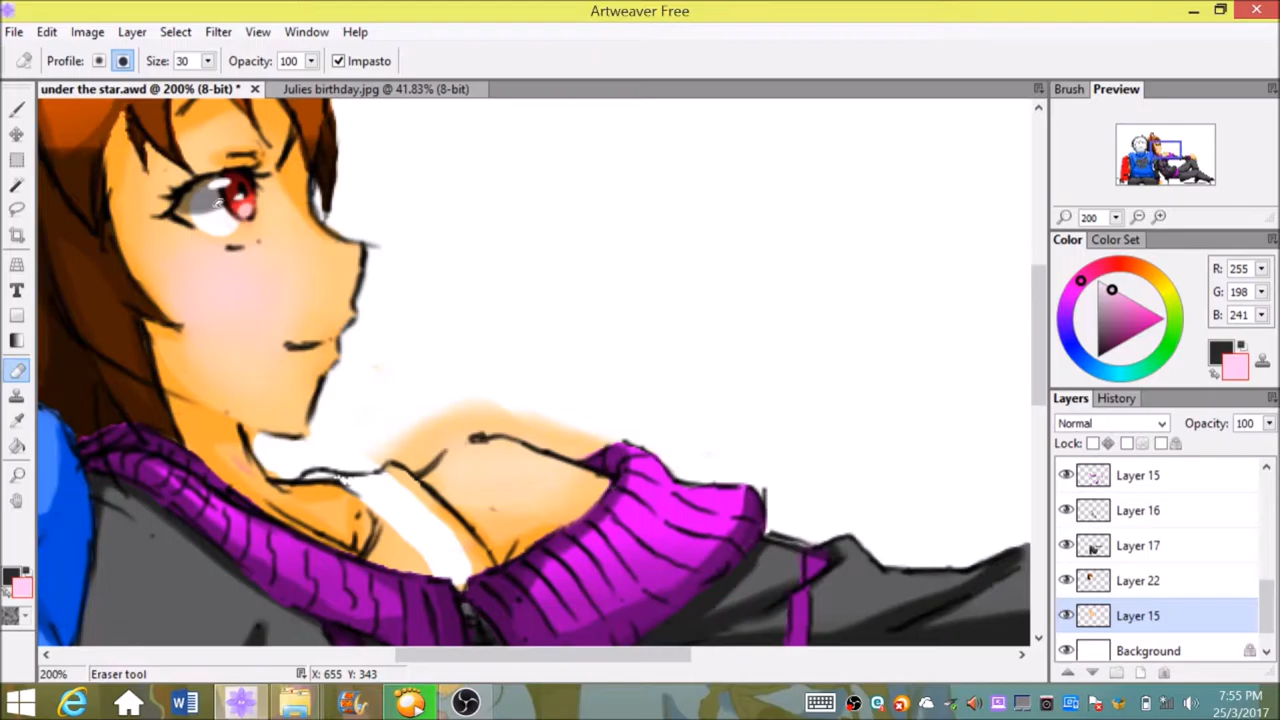 Artweaver Free
File Edit Image Layer Select Filter View Window Help
Profile: Size: 30 Opacity: 100 Impasto
under the star.awd @ 200% (8-bit) * Julies birthday.jpg @ 41.83% (8-bit)
Brush Preview
200
Color Color Set
R: 255
G: 198
B: 241
Layers History
Normal Opacity: 100
Lock:
Layer 15
Layer 16
Layer 17
Layer 22
Layer 15
Background
200% Eraser tool X: 655 Y: 343
7:55 PM
25/3/2017